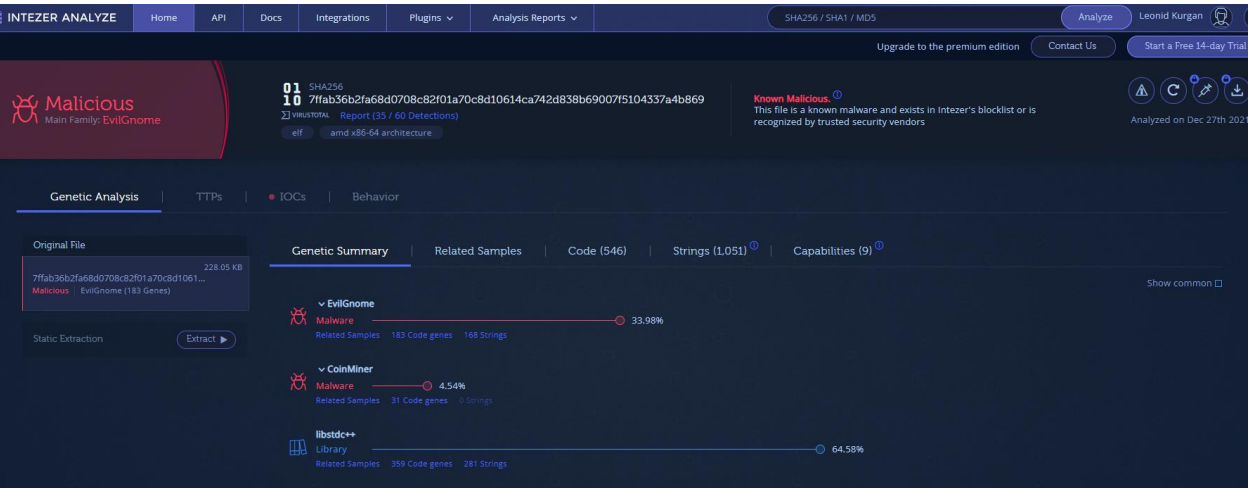 INTEZER ANALYZE Home API Docs Integrations Plugins Analysis Reports SHA256 / SHA1 / MD5 Analyze Leonid Kurgan
Upgrade to the premium edition Contact Us Start a Free 14-day Trial
Malicious
Main Family: EvilGnome
01
10
SHA256
7ffab36b2fa68d0708c82f01a70c8d10614ca742d838b69007f5104337a4b869
VIRUSTOTAL Report (35 / 60 Detections)
elf amd x86-64 architecture
Known Malicious.
This file is a known malware and exists in Intezer's blocklist or is
recognized by trusted security vendors
Analyzed on Dec 27th 2021
Genetic Analysis TTPs IOCs Behavior
Original File
228.05 KB
7ffab36b2fa68d0708c82f01a70c8d1061...
Malicious EvilGnome (183 Genes)
Static Extraction Extract
Genetic Summary Related Samples Code (546) Strings (1,051) Capabilities (9)
Show common
EvilGnome
Malware 33.98%
Related Samples 183 Code genes 168 Strings
CoinMiner
Malware 4.54%
Related Samples 31 Code genes 0 Strings
libstdc++
Library 64.58%
Related Samples 359 Code genes 281 Strings